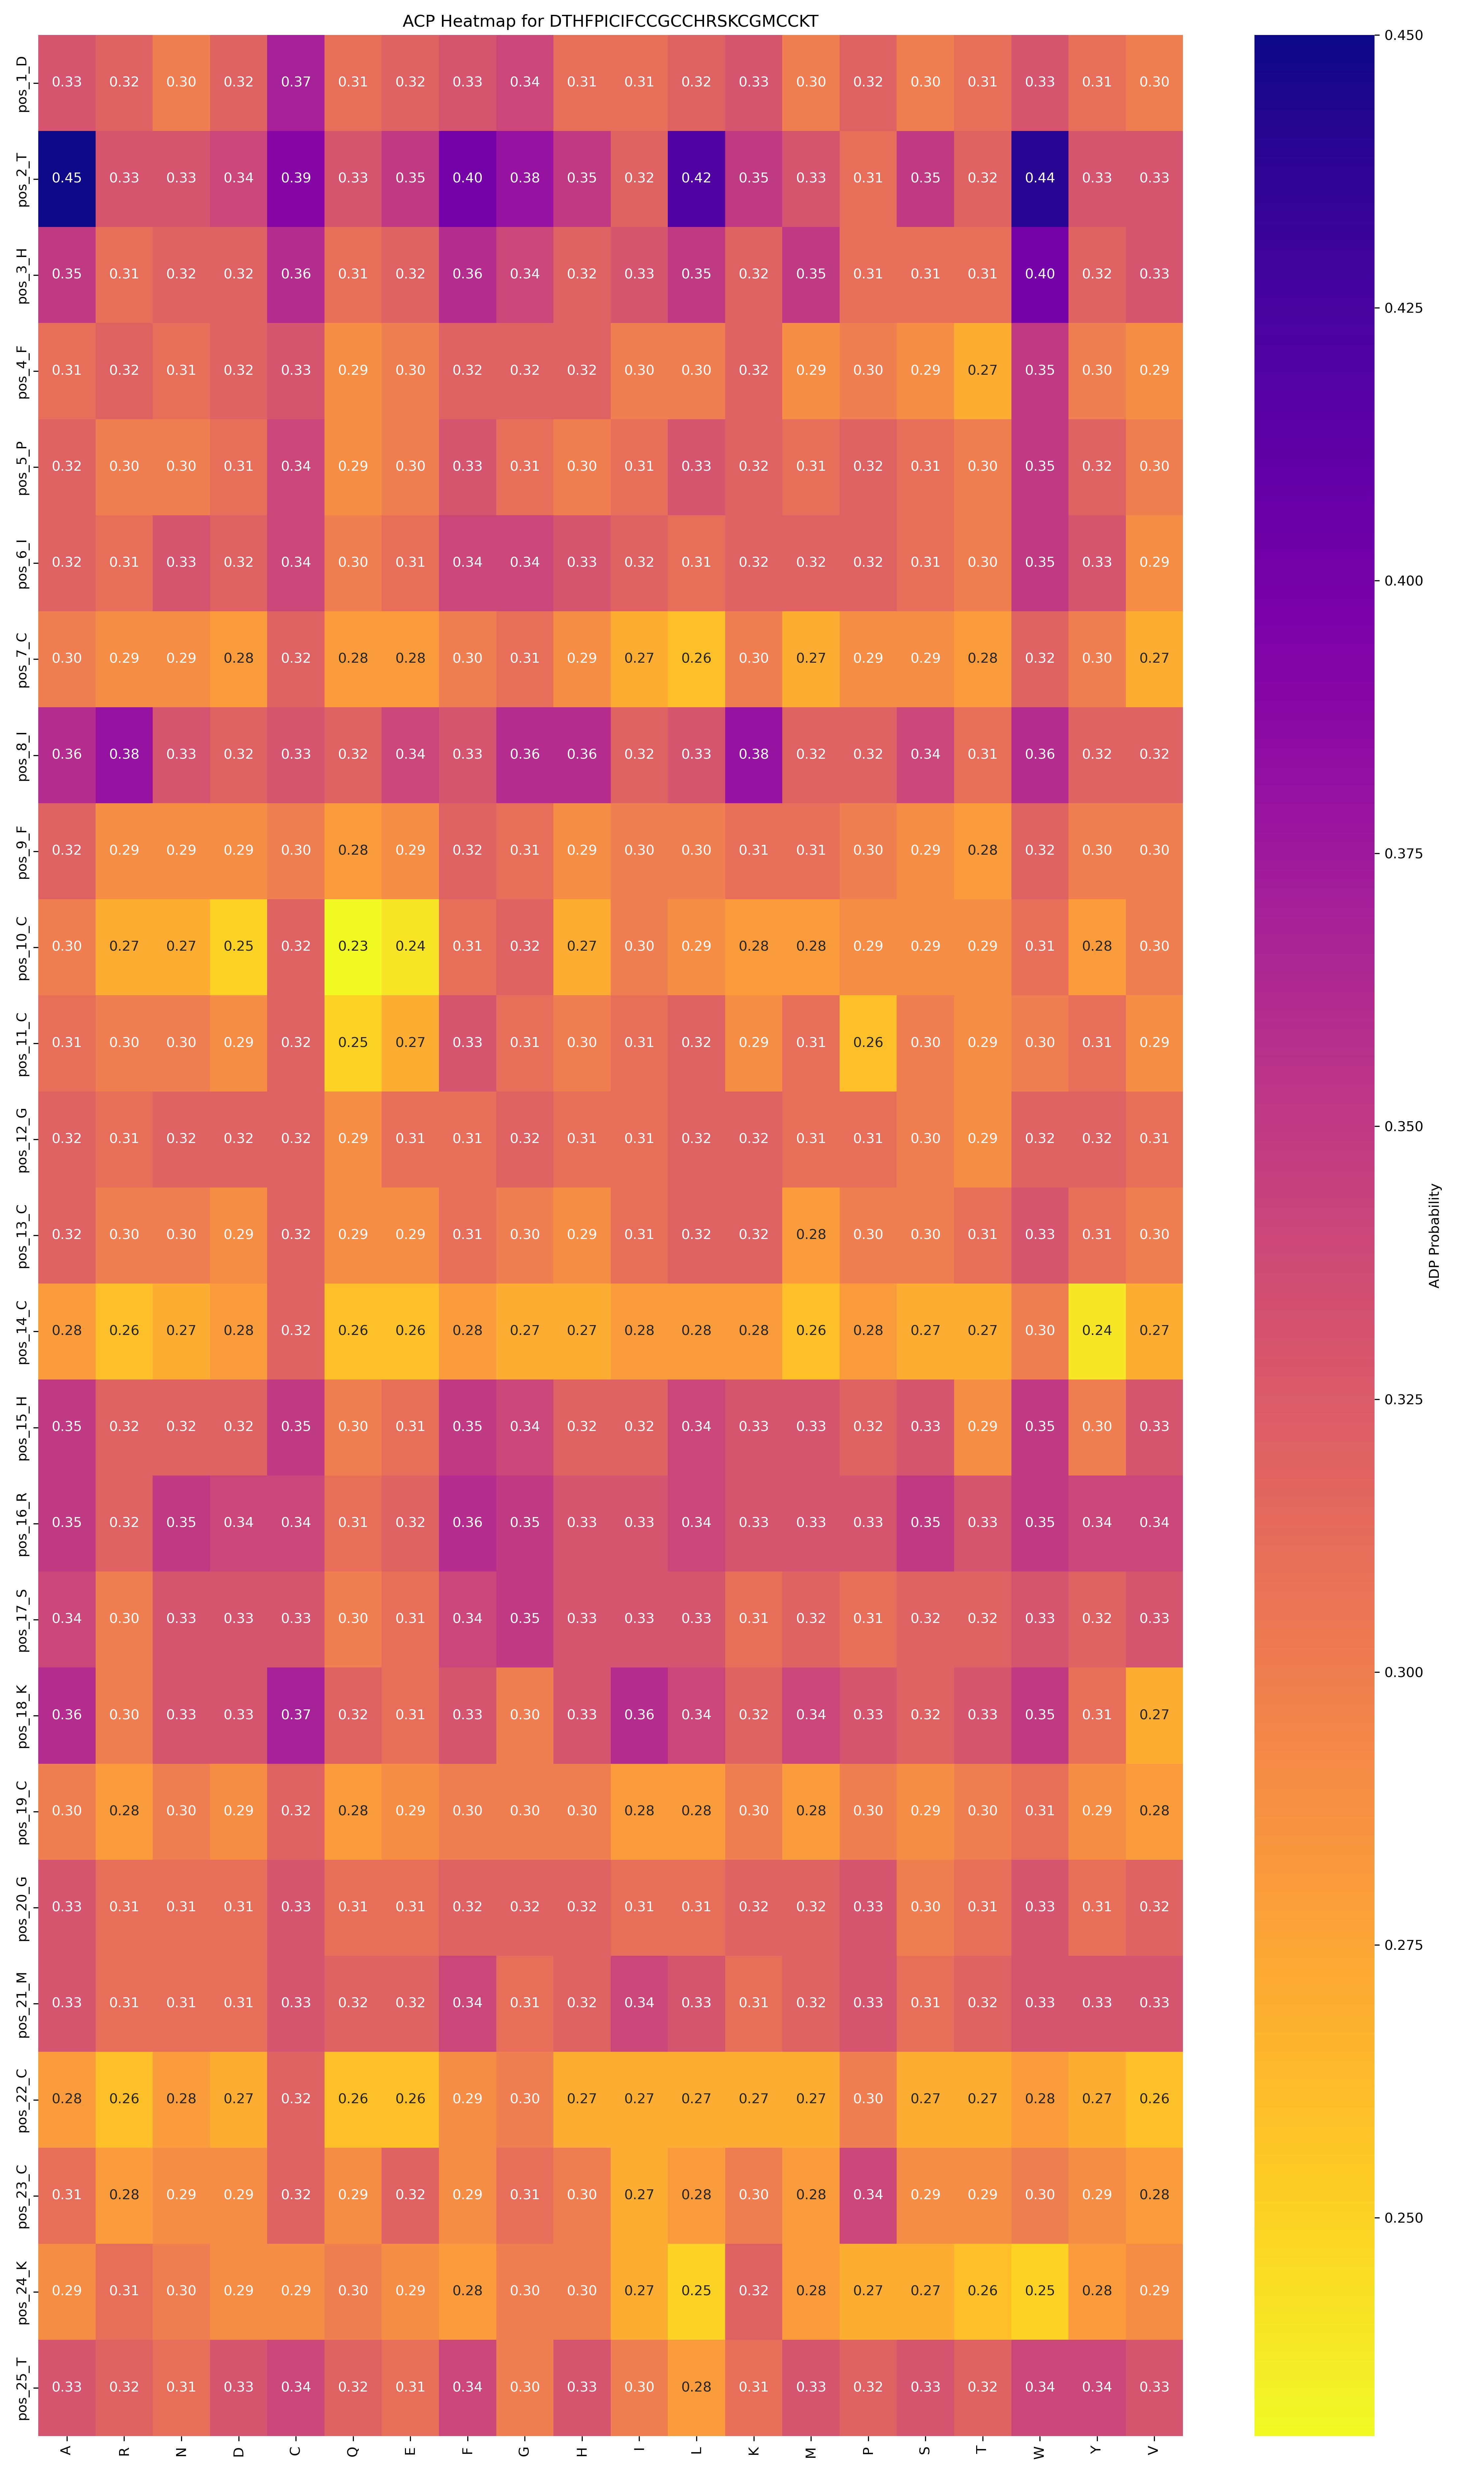 ACP Heatmap for DTHFPICIFCCGCCHRSKCGMCCKT
pos_1_D 0.33 0.32 0.30 0.32 0.37 0.31 0.32 0.33 0.34 0.31 0.31 0.32 0.33 0.30 0.32 0.30 0.31 0.33 0.31 0.30
pos_2_T 0.45 0.33 0.33 0.34 0.39 0.33 0.35 0.40 0.38 0.35 0.32 0.42 0.35 0.33 0.31 0.35 0.32 0.44 0.33 0.33
pos_3_H 0.35 0.31 0.32 0.32 0.36 0.31 0.32 0.36 0.34 0.32 0.33 0.35 0.32 0.35 0.31 0.31 0.31 0.40 0.32 0.33
pos_4_F 0.31 0.32 0.31 0.32 0.33 0.29 0.30 0.32 0.32 0.32 0.30 0.30 0.32 0.29 0.30 0.29 0.27 0.35 0.30 0.29
pos_5_P 0.32 0.30 0.30 0.31 0.34 0.29 0.30 0.33 0.31 0.30 0.31 0.33 0.32 0.31 0.32 0.31 0.30 0.35 0.32 0.30
pos_6_I 0.32 0.31 0.33 0.32 0.34 0.30 0.31 0.34 0.34 0.33 0.32 0.31 0.32 0.32 0.32 0.31 0.30 0.35 0.33 0.29
pos_7_C 0.30 0.29 0.29 0.28 0.32 0.28 0.28 0.30 0.31 0.29 0.27 0.26 0.30 0.27 0.29 0.29 0.28 0.32 0.30 0.27
pos_8_I 0.36 0.38 0.33 0.32 0.33 0.32 0.34 0.33 0.36 0.36 0.32 0.33 0.38 0.32 0.32 0.34 0.31 0.36 0.32 0.32
pos_9_F 0.32 0.29 0.29 0.29 0.30 0.28 0.29 0.32 0.31 0.29 0.30 0.30 0.31 0.31 0.30 0.29 0.28 0.32 0.30 0.30
pos_10_C 0.30 0.27 0.27 0.25 0.32 0.23 0.24 0.31 0.32 0.27 0.30 0.29 0.28 0.28 0.29 0.29 0.29 0.31 0.28 0.30
pos_11_C 0.31 0.30 0.30 0.29 0.32 0.25 0.27 0.33 0.31 0.30 0.31 0.32 0.29 0.31 0.26 0.30 0.29 0.30 0.31 0.29
pos_12_G 0.32 0.31 0.32 0.32 0.32 0.29 0.31 0.31 0.32 0.31 0.31 0.32 0.32 0.31 0.31 0.30 0.29 0.32 0.32 0.31
pos_13_C 0.32 0.30 0.30 0.29 0.32 0.29 0.29 0.31 0.30 0.29 0.31 0.32 0.32 0.28 0.30 0.30 0.31 0.33 0.31 0.30
pos_14_C 0.28 0.26 0.27 0.28 0.32 0.26 0.26 0.28 0.27 0.27 0.28 0.28 0.28 0.26 0.28 0.27 0.27 0.30 0.24 0.27
pos_15_H 0.35 0.32 0.32 0.32 0.35 0.30 0.31 0.35 0.34 0.32 0.32 0.34 0.33 0.33 0.32 0.33 0.29 0.35 0.30 0.33
pos_16_R 0.35 0.32 0.35 0.34 0.34 0.31 0.32 0.36 0.35 0.33 0.33 0.34 0.33 0.33 0.33 0.35 0.33 0.35 0.34 0.34
pos_17_S 0.34 0.30 0.33 0.33 0.33 0.30 0.31 0.34 0.35 0.33 0.33 0.33 0.31 0.32 0.31 0.32 0.32 0.33 0.32 0.33
pos_18_K 0.36 0.30 0.33 0.33 0.37 0.32 0.31 0.33 0.30 0.33 0.36 0.34 0.32 0.34 0.33 0.32 0.33 0.35 0.31 0.27
pos_19_C 0.30 0.28 0.30 0.29 0.32 0.28 0.29 0.30 0.30 0.30 0.28 0.28 0.30 0.28 0.30 0.29 0.30 0.31 0.29 0.28
pos_20_G 0.33 0.31 0.31 0.31 0.33 0.31 0.31 0.32 0.32 0.32 0.31 0.31 0.32 0.32 0.33 0.30 0.31 0.33 0.31 0.32
pos_21_M 0.33 0.31 0.31 0.31 0.33 0.32 0.32 0.34 0.31 0.32 0.34 0.33 0.31 0.32 0.33 0.31 0.32 0.33 0.33 0.33
pos_22_C 0.28 0.26 0.28 0.27 0.32 0.26 0.26 0.29 0.30 0.27 0.27 0.27 0.27 0.27 0.30 0.27 0.27 0.28 0.27 0.26
pos_23_C 0.31 0.28 0.29 0.29 0.32 0.29 0.32 0.29 0.31 0.30 0.27 0.28 0.30 0.28 0.34 0.29 0.29 0.30 0.29 0.28
pos_24_K 0.29 0.31 0.30 0.29 0.29 0.30 0.29 0.28 0.30 0.30 0.27 0.25 0.32 0.28 0.27 0.27 0.26 0.25 0.28 0.29
pos_25_T 0.33 0.32 0.31 0.33 0.34 0.32 0.31 0.34 0.30 0.33 0.30 0.28 0.31 0.33 0.32 0.33 0.32 0.34 0.34 0.33
A R N D C Q E F G H I L K M P S T W Y V
0.450
0.425
0.400
0.375
0.350
0.325
0.300
0.275
0.250
ADP Probability